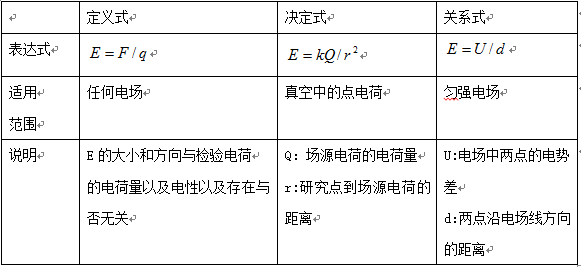 定义式 决定式 关系式
表达式 E=F/q E=kQ/r² E=U/d
适用 任何电场 真空中的点电荷 匀强电场
范围
说明 E的大小和方向与检验电荷 Q：场源电荷的电荷量 U:电场中两点的电势
的电荷量以及电性以及存在与 r:研究点到场源电荷的 差
否无关 距离 d:两点沿电场线方向
的距离